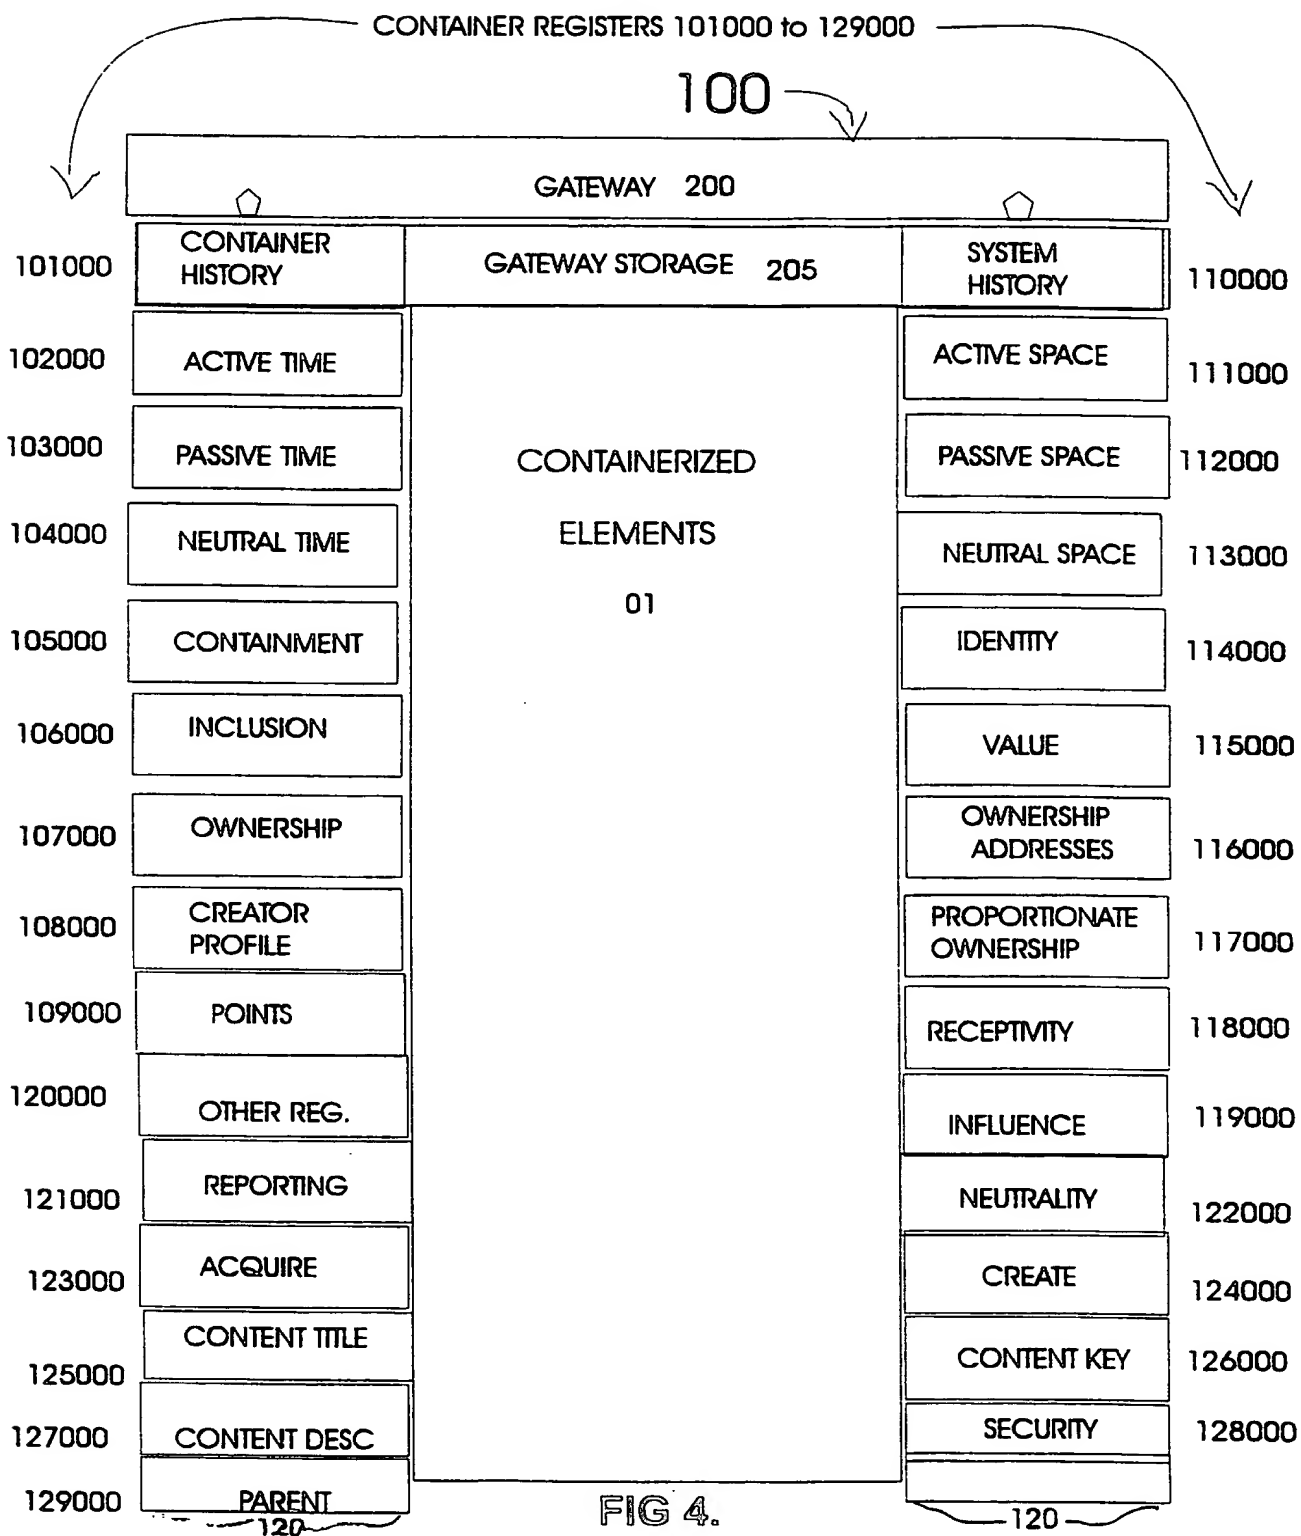 CONTAINER REGISTERS 101000 to 129000
100
GATEWAY 200
101000
CONTAINER
HISTORY
GATEWAY STORAGE 205
SYSTEM
HISTORY
110000
102000
ACTIVE TIME
ACTIVE SPACE
111000
103000
PASSIVE TIME
CONTAINERIZED
PASSIVE SPACE
112000
104000
NEUTRAL TIME
ELEMENTS
NEUTRAL SPACE
113000
01
105000
CONTAINMENT
IDENTITY
114000
106000
INCLUSION
VALUE
115000
107000
OWNERSHIP
OWNERSHIP
ADDRESSES
116000
108000
CREATOR
PROFILE
PROPORTIONATE
OWNERSHIP
117000
109000
POINTS
RECEPTIVITY
118000
120000
OTHER REG.
INFLUENCE
119000
121000
REPORTING
NEUTRALITY
122000
123000
ACQUIRE
CREATE
124000
CONTENT TITLE
125000
CONTENT KEY
126000
127000
CONTENT DESC
SECURITY
128000
129000
PARENT
120
FIG 4.
120